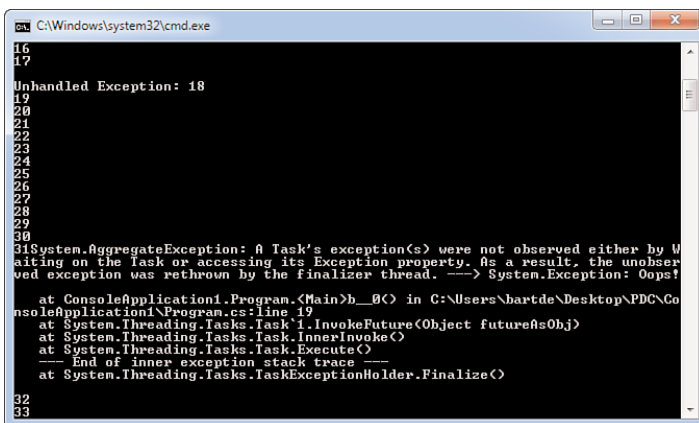 C:\Windows\system32\cmd.exe
16
17
Unhandled Exception: 18
19
20
21
22
23
24
25
26
27
28
29
30
31System.AggregateException: A Task's exception(s) were not observed either by W
aiting on the Task or accessing its Exception property. As a result, the unobser
ved exception was rethrown by the finalizer thread. ---> System.Exception: Oops!
at ConsoleApplication1.Program.<Main>b__0() in C:\Users\bartde\Desktop\PDC\Co
nsoleApplication1\Program.cs:line 19
at System.Threading.Tasks.Task`1.InvokeFuture(Object futureAsObj)
at System.Threading.Tasks.Task.InnerInvoke()
at System.Threading.Tasks.Task.Execute()
--- End of inner exception stack trace ---
at System.Threading.Tasks.TaskExceptionHolder.Finalize()
32
33